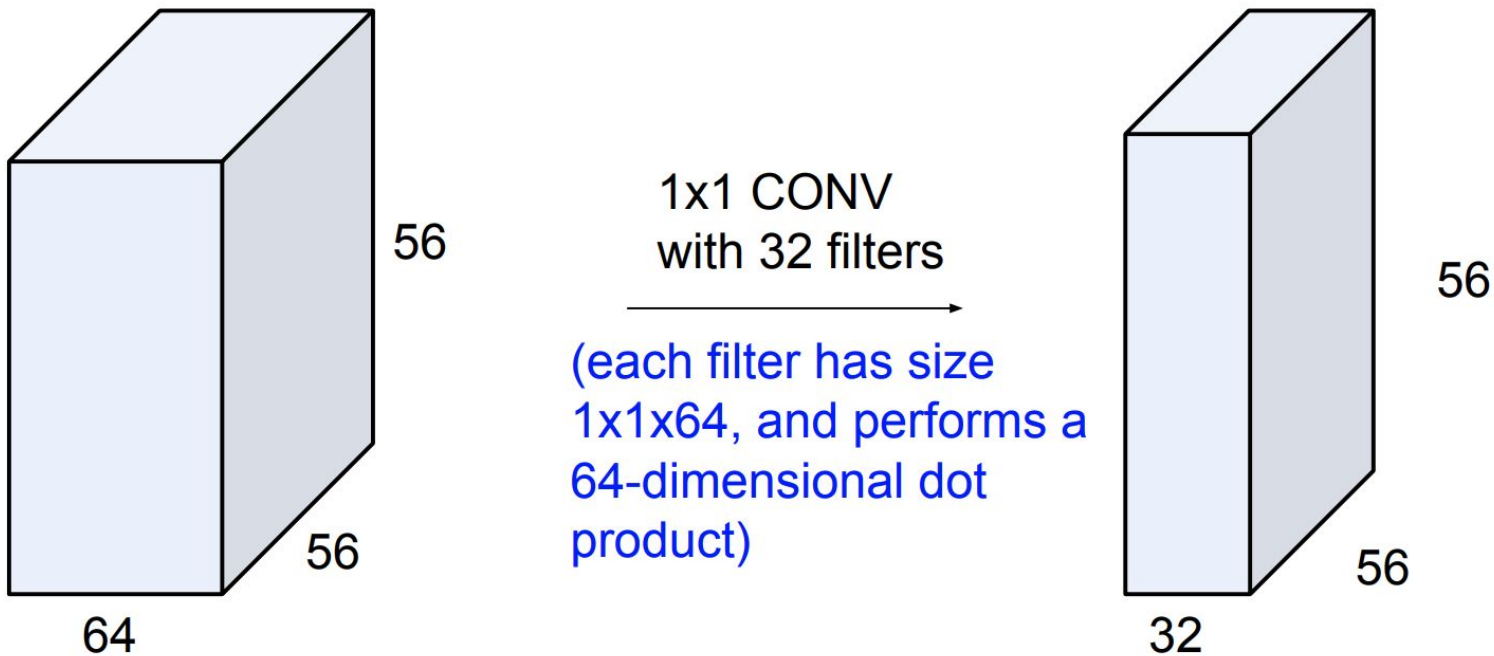 56
56
64
1x1 CONV
with 32 filters
(each filter has size
1x1x64, and performs a
64-dimensional dot
product)
56
56
32